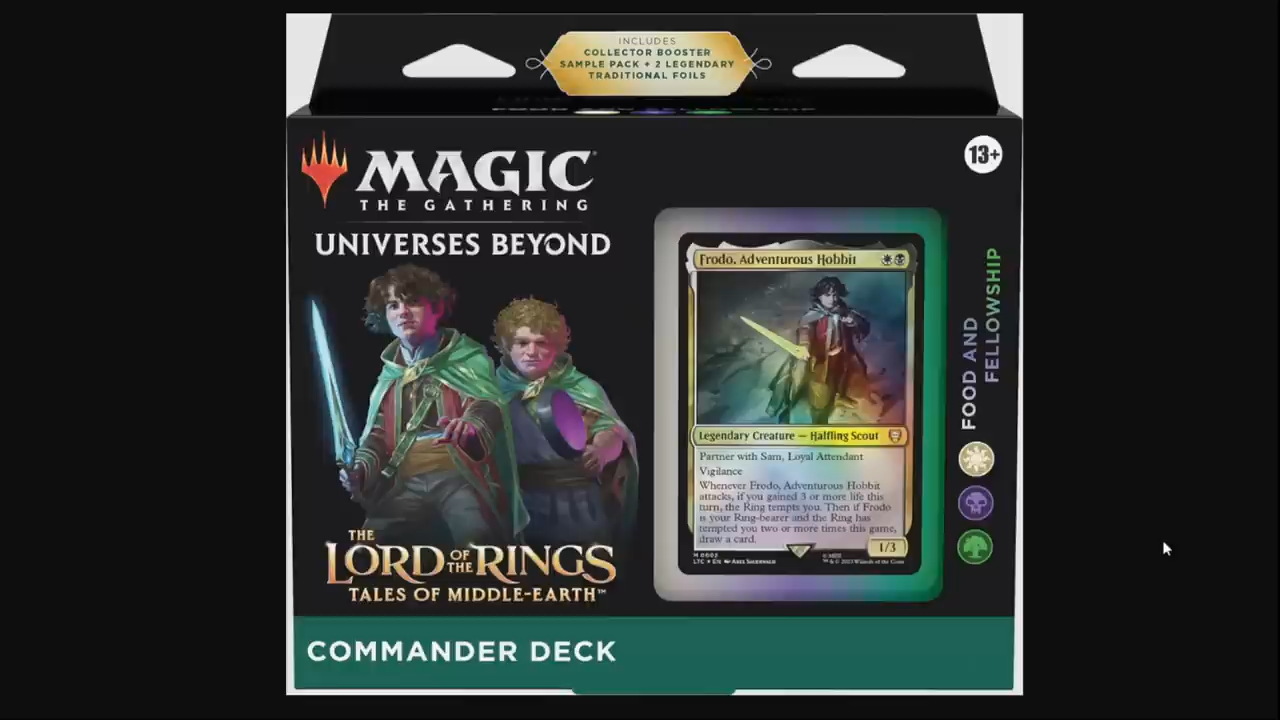 INCLUDES
COLLECTOR BOOSTER
SAMPLE PACK + 2 LEGENDARY
TRADITIONAL FOILS
MAGIC
THE GATHERING
UNIVERSES BEYOND
13+
Frodo, Adventurous Hobbit
Legendary Creature — Halfling Scout
Partner with Sam, Loyal Attendant
Vigilance
Whenever Frodo, Adventurous Hobbit
attacks, if you gained 3 or more life this
turn, the Ring tempts you. Then if Frodo
is your Ring-bearer and the Ring has
tempted you two or more times this game,
draw a card.
1/3
M 0002
FOOD AND
FELLOWSHIP
THE
LORD OF THE RINGS
TALES OF MIDDLE-EARTH™
COMMANDER DECK